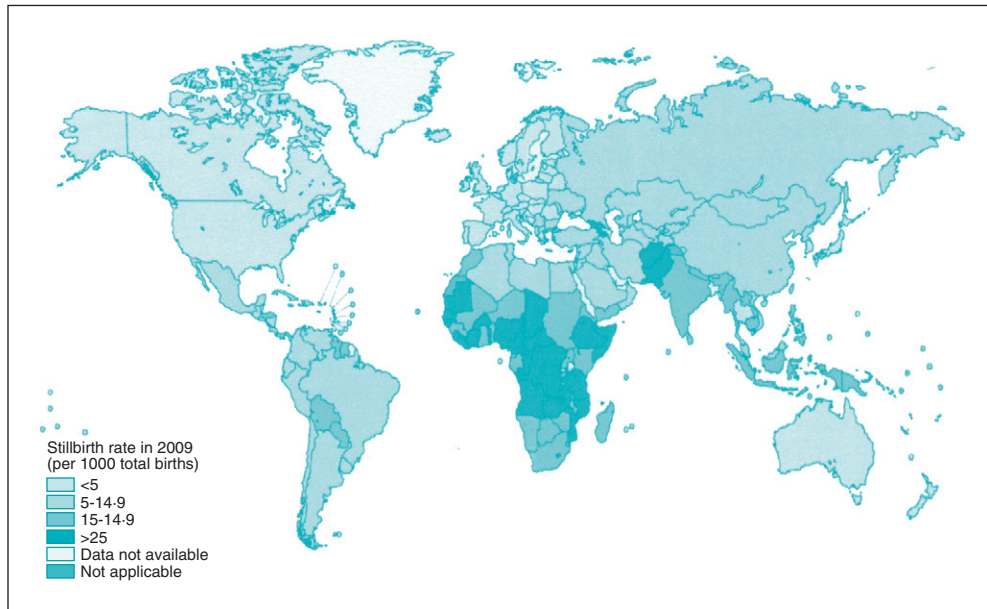 Stillbirth rate in 2009
(per 1000 total births)
<5
5-14·9
15-14·9
>25
Data not available
Not applicable